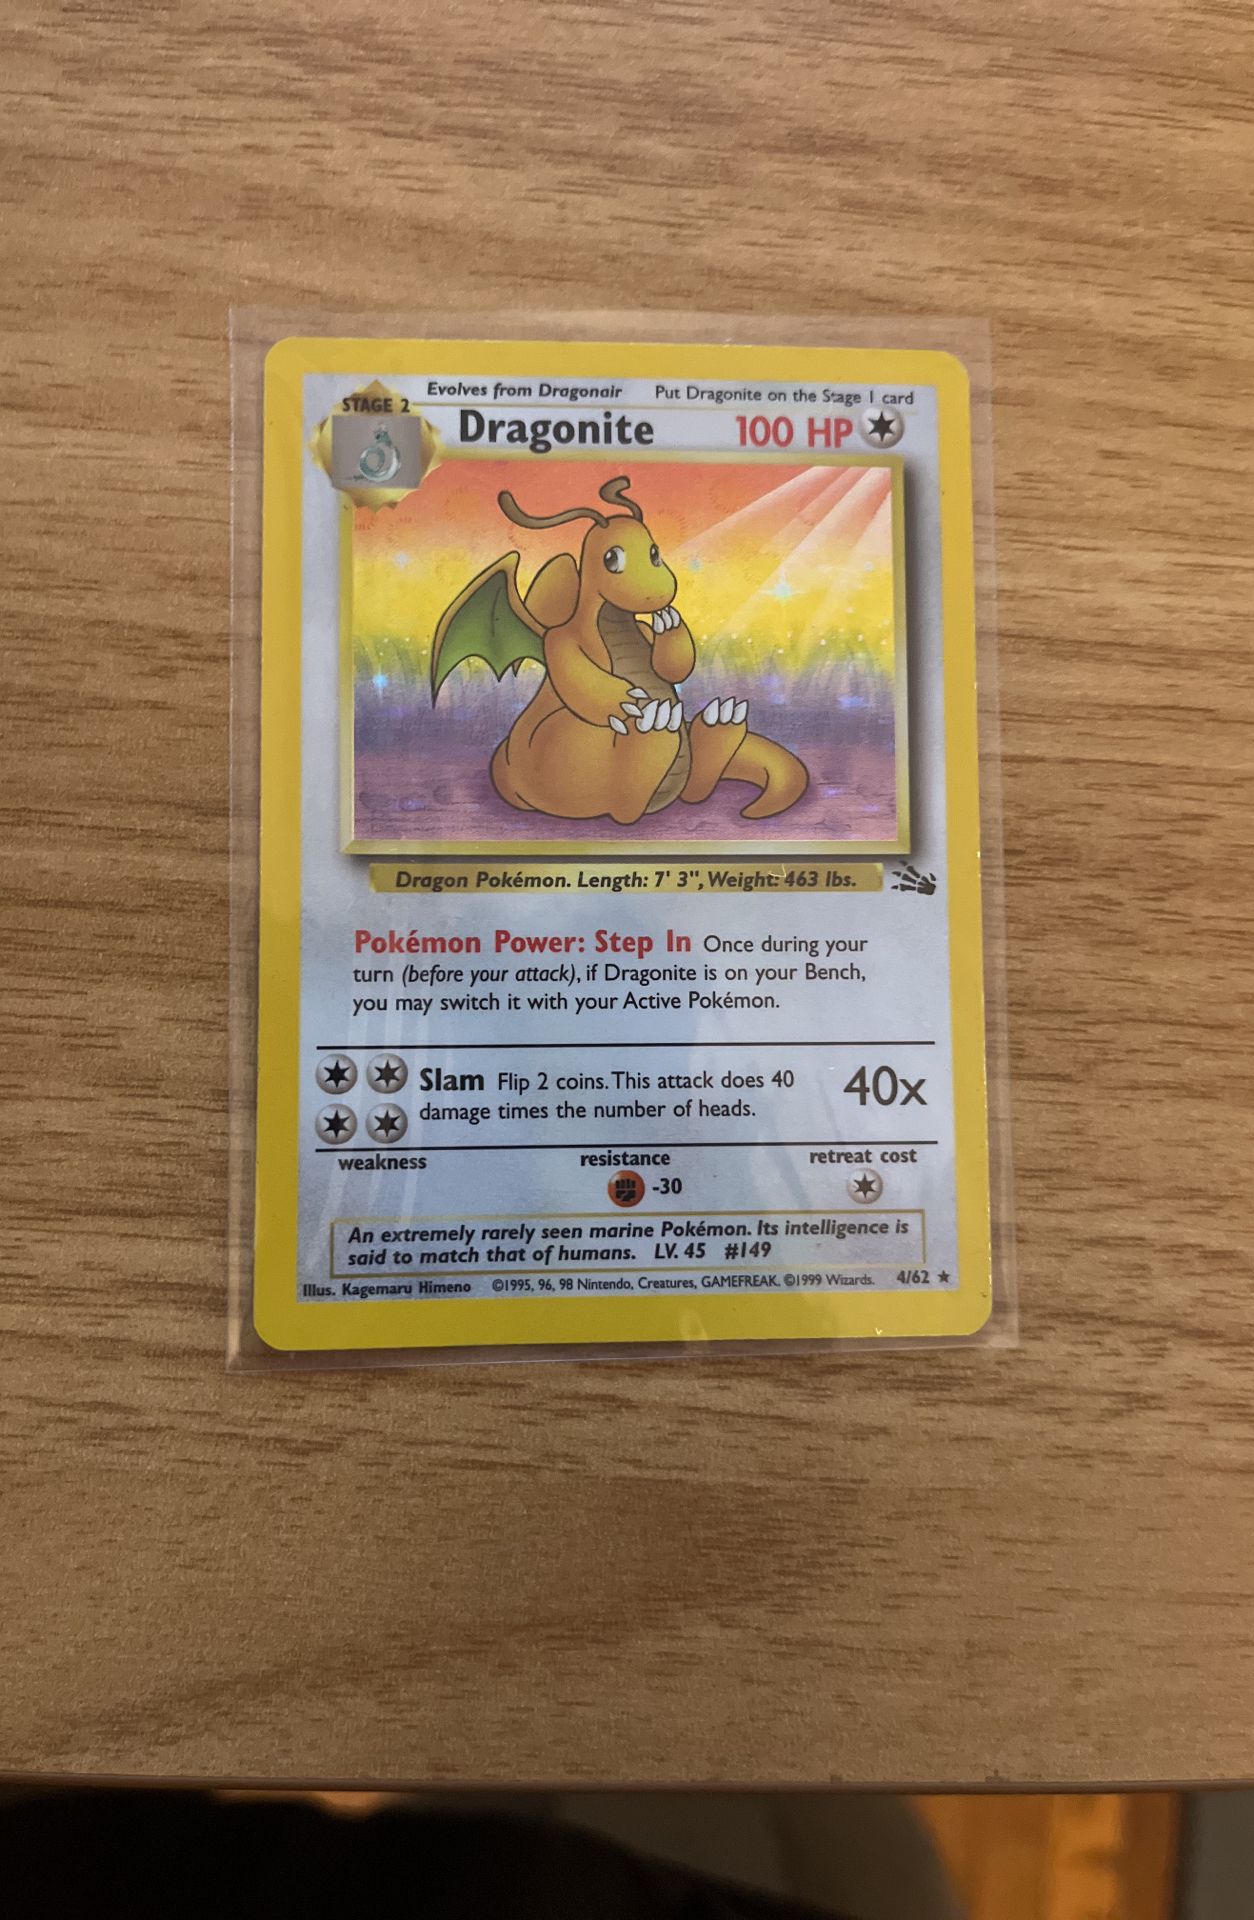 Evolves from Dragonair Put Dragonite on the Stage 1 card
STAGE 2
Dragonite 100 HP
Dragon Pokémon. Length: 7' 3", Weight: 463 lbs.
Pokémon Power: Step In Once during your
turn (before your attack), if Dragonite is on your Bench,
you may switch it with your Active Pokémon.
Slam Flip 2 coins. This attack does 40
damage times the number of heads.
40x
weakness resistance retreat cost
-30
An extremely rarely seen marine Pokémon. Its intelligence is
said to match that of humans. LV. 45 #149
Illus. Kagemaru Himeno ©1995, 96, 98 Nintendo, Creatures, GAMEFREAK. ©1999 Wizards. 4/62 ★